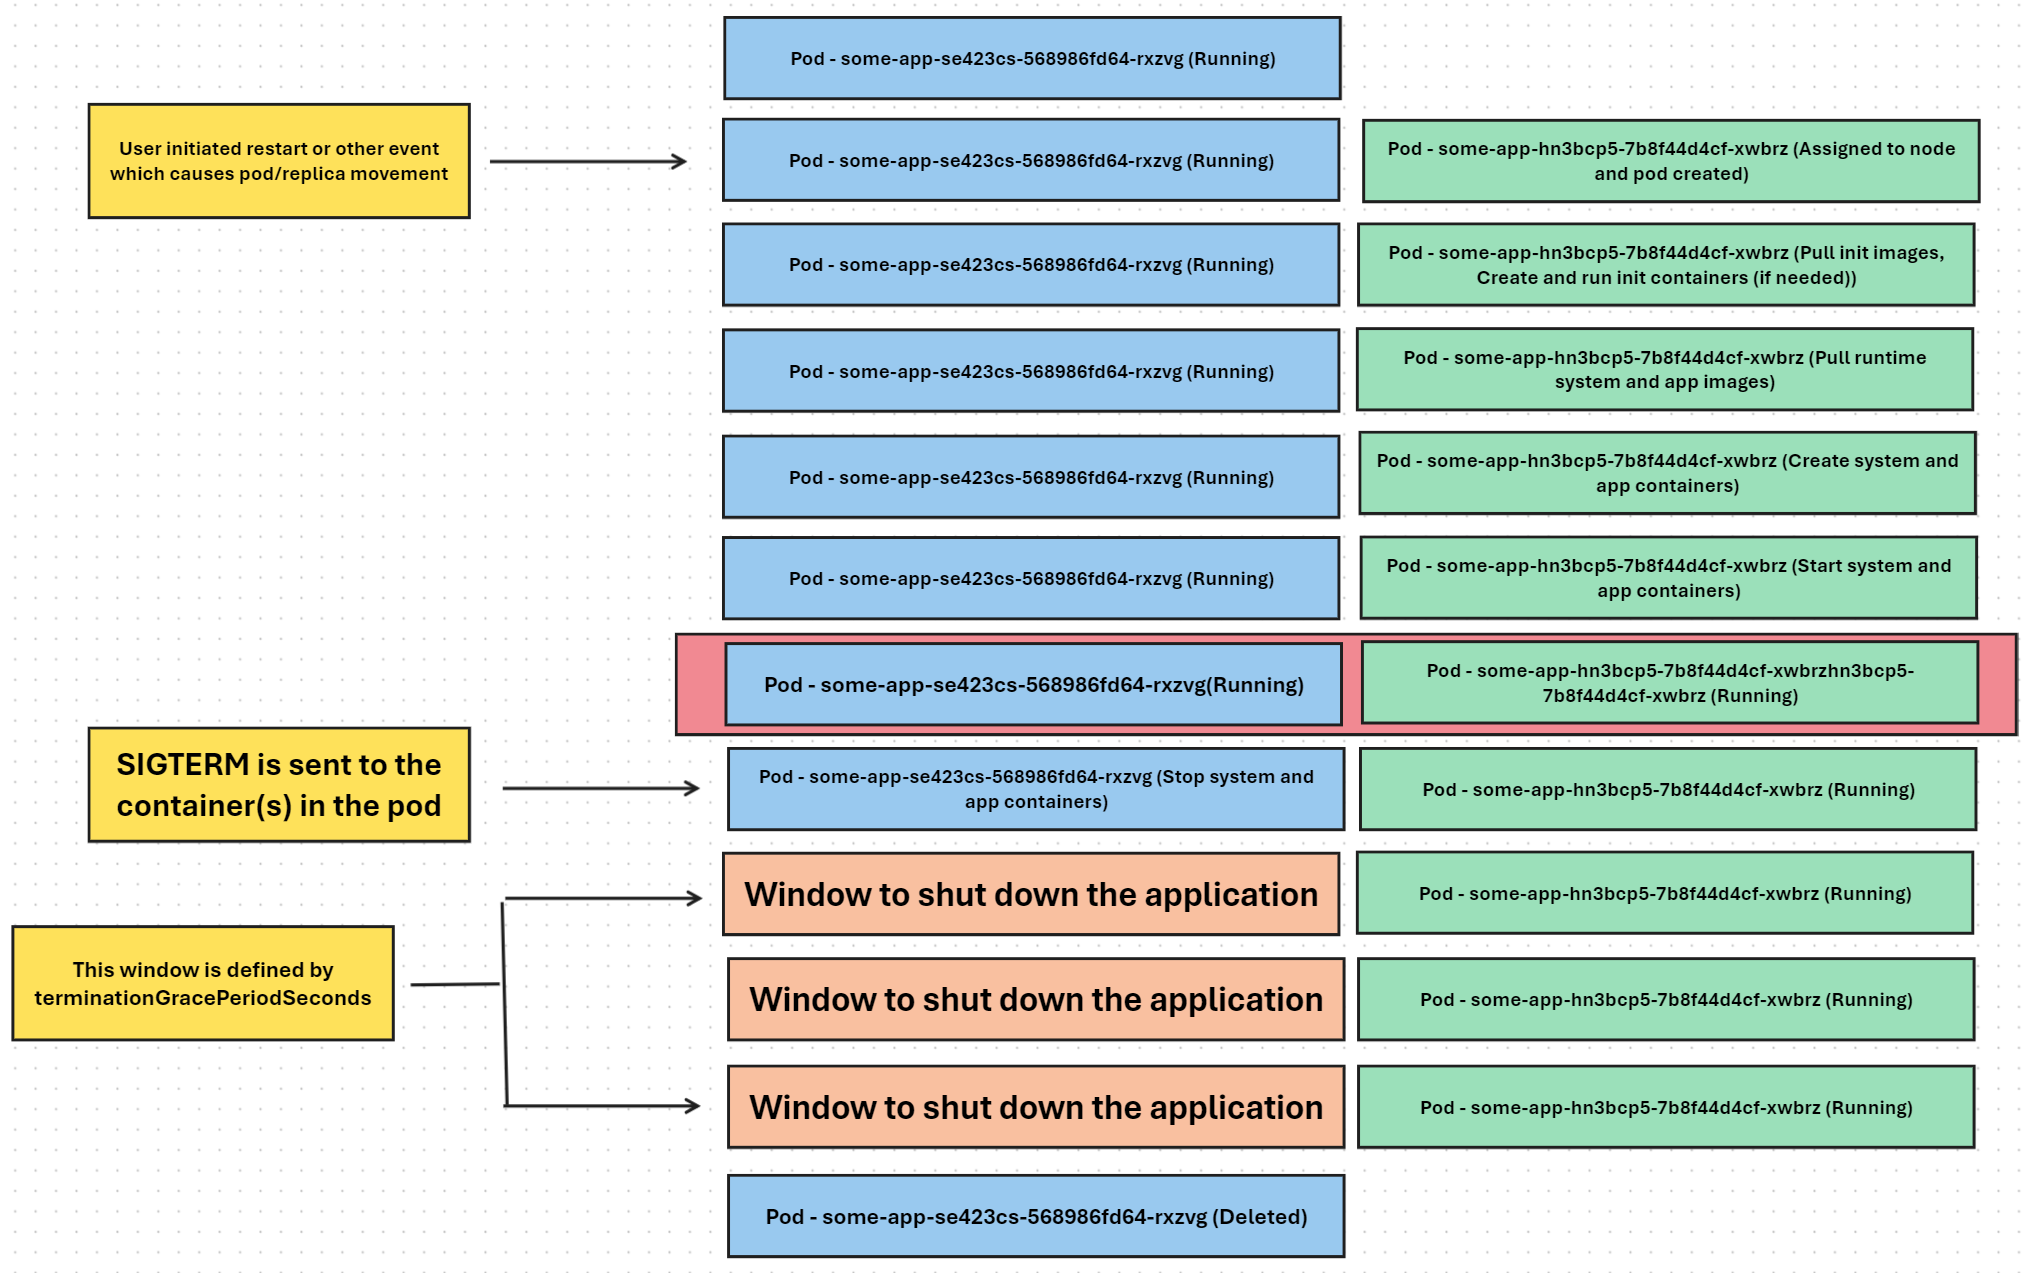 Pod - some-app-se423cs-568986fd64-rxzvg (Running)
User initiated restart or other event
which causes pod/replica movement
Pod - some-app-se423cs-568986fd64-rxzvg (Running)
Pod - some-app-hn3bcp5-7b8f44d4cf-xwbrz (Assigned to node
and pod created)
Pod - some-app-se423cs-568986fd64-rxzvg (Running)
Pod - some-app-hn3bcp5-7b8f44d4cf-xwbrz (Pull init images,
Create and run init containers (if needed))
Pod - some-app-se423cs-568986fd64-rxzvg (Running)
Pod - some-app-hn3bcp5-7b8f44d4cf-xwbrz (Pull runtime
system and app images)
Pod - some-app-se423cs-568986fd64-rxzvg (Running)
Pod - some-app-hn3bcp5-7b8f44d4cf-xwbrz (Create system and
app containers)
Pod - some-app-se423cs-568986fd64-rxzvg (Running)
Pod - some-app-hn3bcp5-7b8f44d4cf-xwbrz (Start system and
app containers)
Pod - some-app-se423cs-568986fd64-rxzvg(Running)
Pod - some-app-hn3bcp5-7b8f44d4cf-xwbrzhn3bcp5-
7b8f44d4cf-xwbrz (Running)
SIGTERM is sent to the
container(s) in the pod
Pod - some-app-se423cs-568986fd64-rxzvg (Stop system and
app containers)
Pod - some-app-hn3bcp5-7b8f44d4cf-xwbrz (Running)
Window to shut down the application
Pod - some-app-hn3bcp5-7b8f44d4cf-xwbrz (Running)
This window is defined by
terminationGracePeriodSeconds
Window to shut down the application
Pod - some-app-hn3bcp5-7b8f44d4cf-xwbrz (Running)
Window to shut down the application
Pod - some-app-hn3bcp5-7b8f44d4cf-xwbrz (Running)
Pod - some-app-se423cs-568986fd64-rxzvg (Deleted)